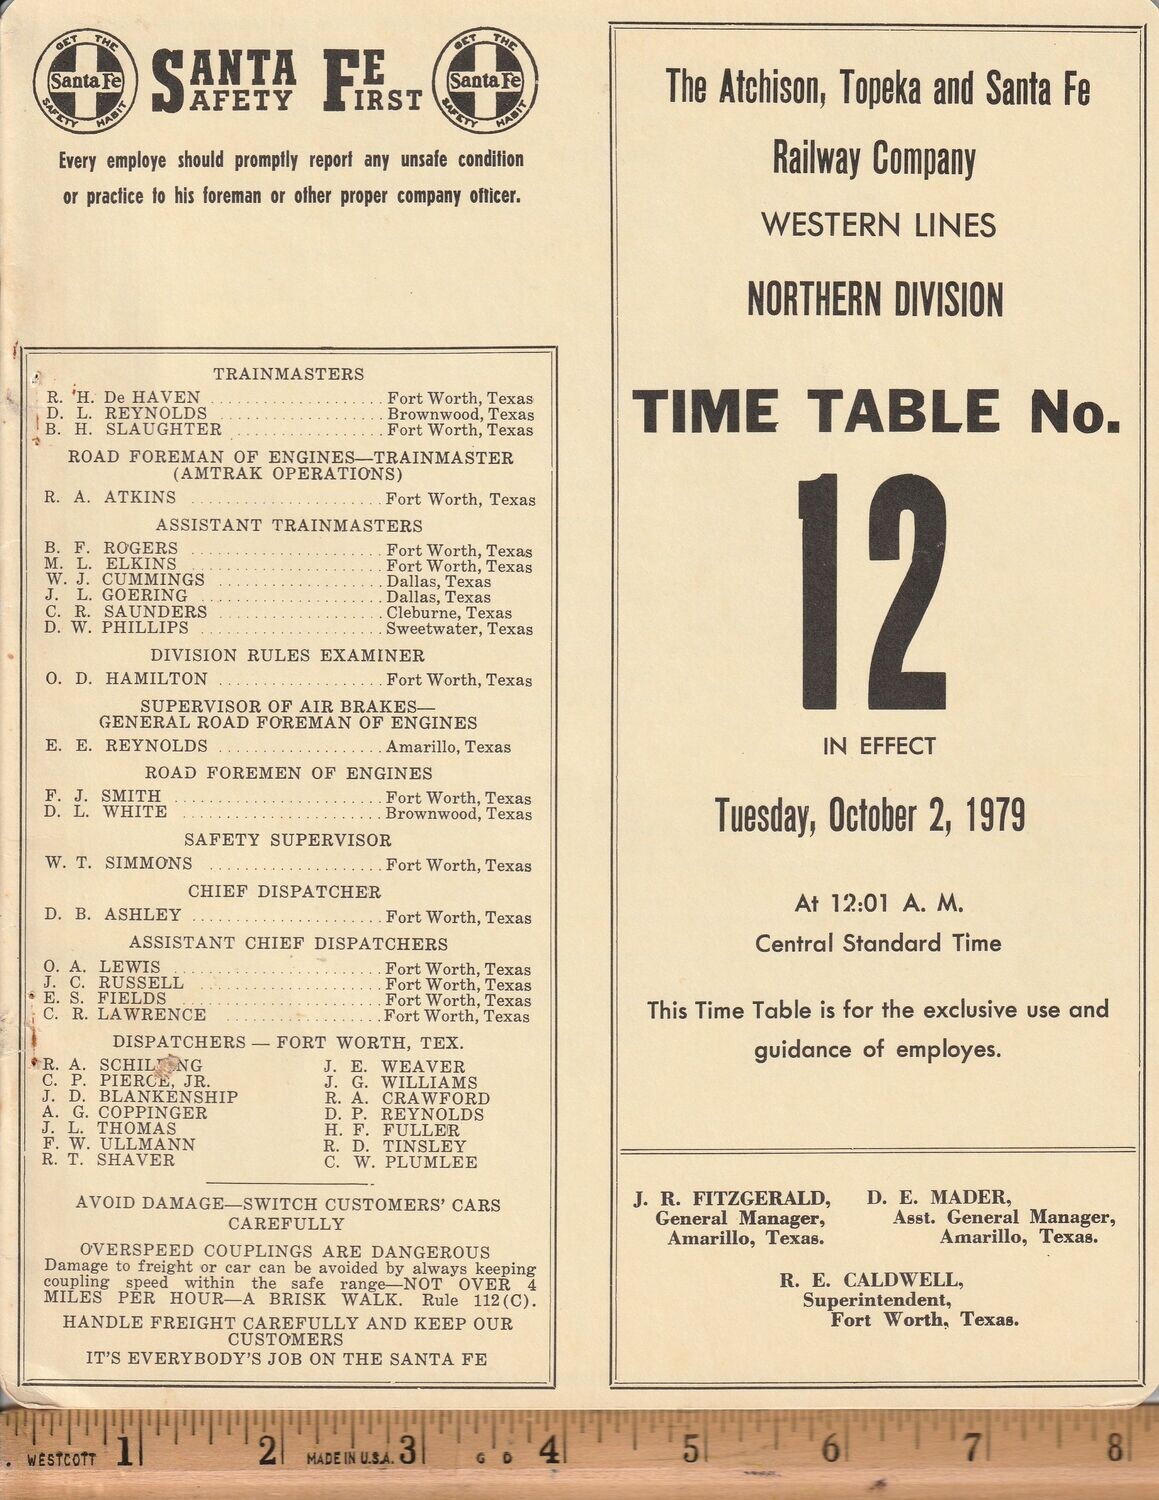 GET THE
Santa Fe
SAFETY HABIT
SANTA FE
SAFETY FIRST
GET THE
Santa Fe
SAFETY HABIT
Every employe should promptly report any unsafe condition
or practice to his foreman or other proper company officer.
TRAINMASTERS
R. H. De HAVEN ................... Fort Worth, Texas
D. L. REYNOLDS ................... Brownwood, Texas
B. H. SLAUGHTER ................. Fort Worth, Texas
ROAD FOREMAN OF ENGINES—TRAINMASTER
(AMTRAK OPERATIONS)
R. A. ATKINS ..................... Fort Worth, Texas
ASSISTANT TRAINMASTERS
B. F. ROGERS ..................... Fort Worth, Texas
M. L. ELKINS ..................... Fort Worth, Texas
W. J. CUMMINGS .................. Dallas, Texas
J. L. GOERING .................... Dallas, Texas
C. R. SAUNDERS .................. Cleburne, Texas
D. W. PHILLIPS .................... Sweetwater, Texas
DIVISION RULES EXAMINER
O. D. HAMILTON .................. Fort Worth, Texas
SUPERVISOR OF AIR BRAKES—
GENERAL ROAD FOREMAN OF ENGINES
E. E. REYNOLDS .................. Amarillo, Texas
ROAD FOREMEN OF ENGINES
F. J. SMITH ....................... Fort Worth, Texas
D. L. WHITE ...................... Brownwood, Texas
SAFETY SUPERVISOR
W. T. SIMMONS ................... Fort Worth, Texas
CHIEF DISPATCHER
D. B. ASHLEY ..................... Fort Worth, Texas
ASSISTANT CHIEF DISPATCHERS
O. A. LEWIS ....................... Fort Worth, Texas
J. C. RUSSELL ...................... Fort Worth, Texas
E. S. FIELDS ...................... Fort Worth, Texas
C. R. LAWRENCE ................. Fort Worth, Texas
DISPATCHERS — FORT WORTH, TEX.
R. A. SCHILLING J. E. WEAVER
C. P. PIERCE, JR. J. G. WILLIAMS
J. D. BLANKENSHIP R. A. CRAWFORD
A. G. COPPINGER D. P. REYNOLDS
J. L. THOMAS H. F. FULLER
F. W. ULLMANN R. D. TINSLEY
R. T. SHAVER C. W. PLUMLEE
AVOID DAMAGE—SWITCH CUSTOMERS' CARS
CAREFULLY
OVERSPEED COUPLINGS ARE DANGEROUS
Damage to freight or car can be avoided by always keeping
coupling speed within the safe range—NOT OVER 4
MILES PER HOUR—A BRISK WALK. Rule 112(C).
HANDLE FREIGHT CAREFULLY AND KEEP OUR
CUSTOMERS
IT'S EVERYBODY'S JOB ON THE SANTA FE
The Atchison, Topeka and Santa Fe
Railway Company
WESTERN LINES
NORTHERN DIVISION
TIME TABLE No.
12
IN EFFECT
Tuesday, October 2, 1979
At 12:01 A. M.
Central Standard Time
This Time Table is for the exclusive use and
guidance of employes.
J. R. FITZGERALD,
General Manager,
Amarillo, Texas.
D. E. MADER,
Asst. General Manager,
Amarillo, Texas.
R. E. CALDWELL,
Superintendent,
Fort Worth, Texas.
WESTCOTT 1 2 MADE IN U.S.A. 3 G D 4 5 6 7 8